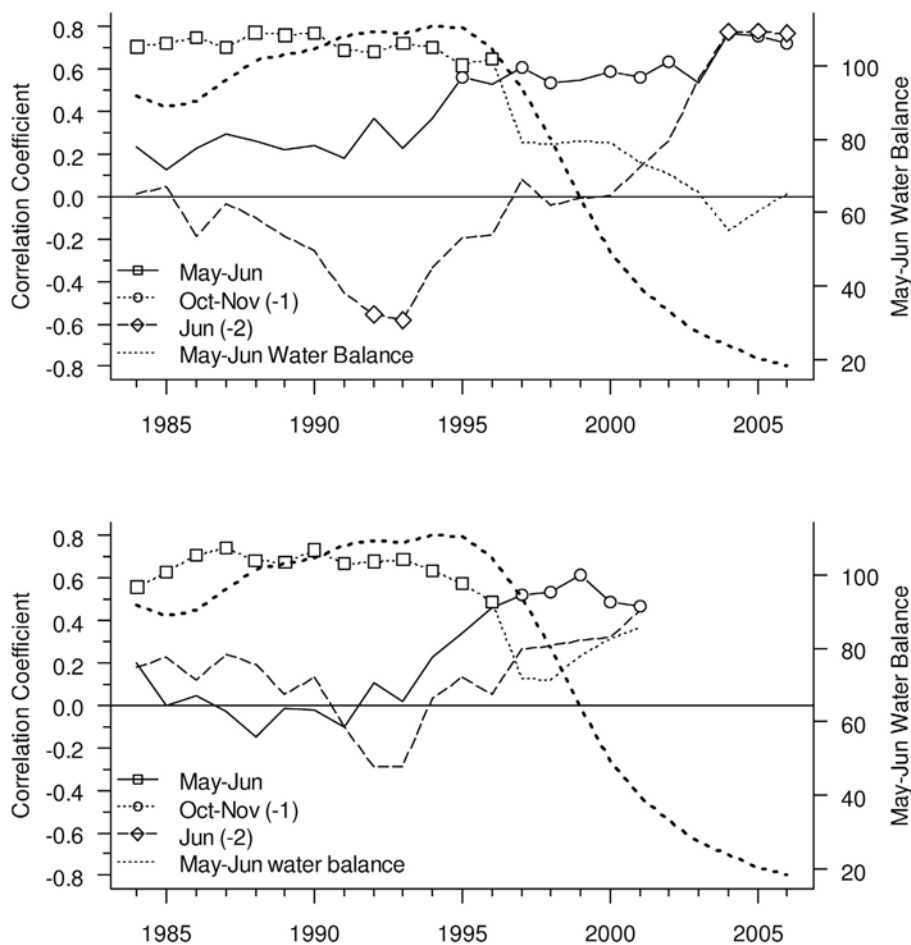 Correlation Coefficient
0.8
0.6
0.4
0.2
0.0
-0.2
-0.4
-0.6
-0.8
May-Jun
Oct-Nov (-1)
Jun (-2)
May-Jun Water Balance
100
80
60
40
20
May-Jun Water Balance
1985 1990 1995 2000 2005
Correlation Coefficient
0.8
0.6
0.4
0.2
0.0
-0.2
-0.4
-0.6
-0.8
May-Jun
Oct-Nov (-1)
Jun (-2)
May-Jun water balance
100
80
60
40
20
May-Jun Water Balance
1985 1990 1995 2000 2005